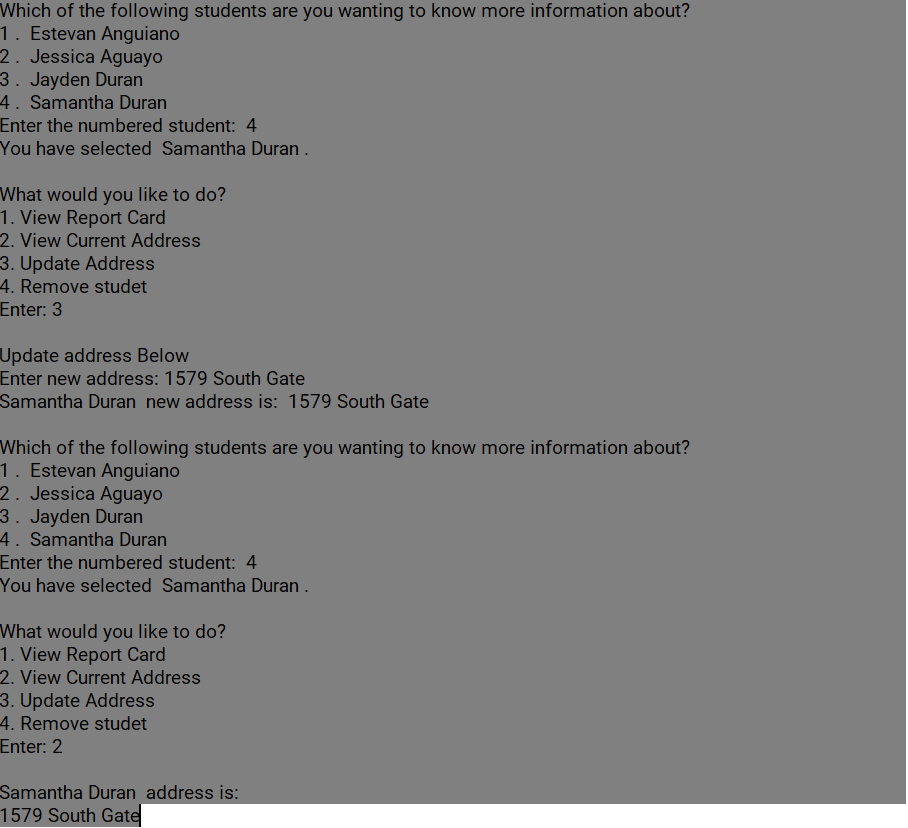 Which of the following students are you wanting to know more information about?
1 .  Estevan Anguiano
2 .  Jessica Aguayo
3 .  Jayden Duran
4 .  Samantha Duran
Enter the numbered student:  4
You have selected  Samantha Duran .

What would you like to do?
1. View Report Card
2. View Current Address
3. Update Address
4. Remove studet
Enter: 3

Update address Below
Enter new address: 1579 South Gate
Samantha Duran  new address is:  1579 South Gate

Which of the following students are you wanting to know more information about?
1 .  Estevan Anguiano
2 .  Jessica Aguayo
3 .  Jayden Duran
4 .  Samantha Duran
Enter the numbered student:  4
You have selected  Samantha Duran .

What would you like to do?
1. View Report Card
2. View Current Address
3. Update Address
4. Remove studet
Enter: 2

Samantha Duran  address is:
1579 South Gate